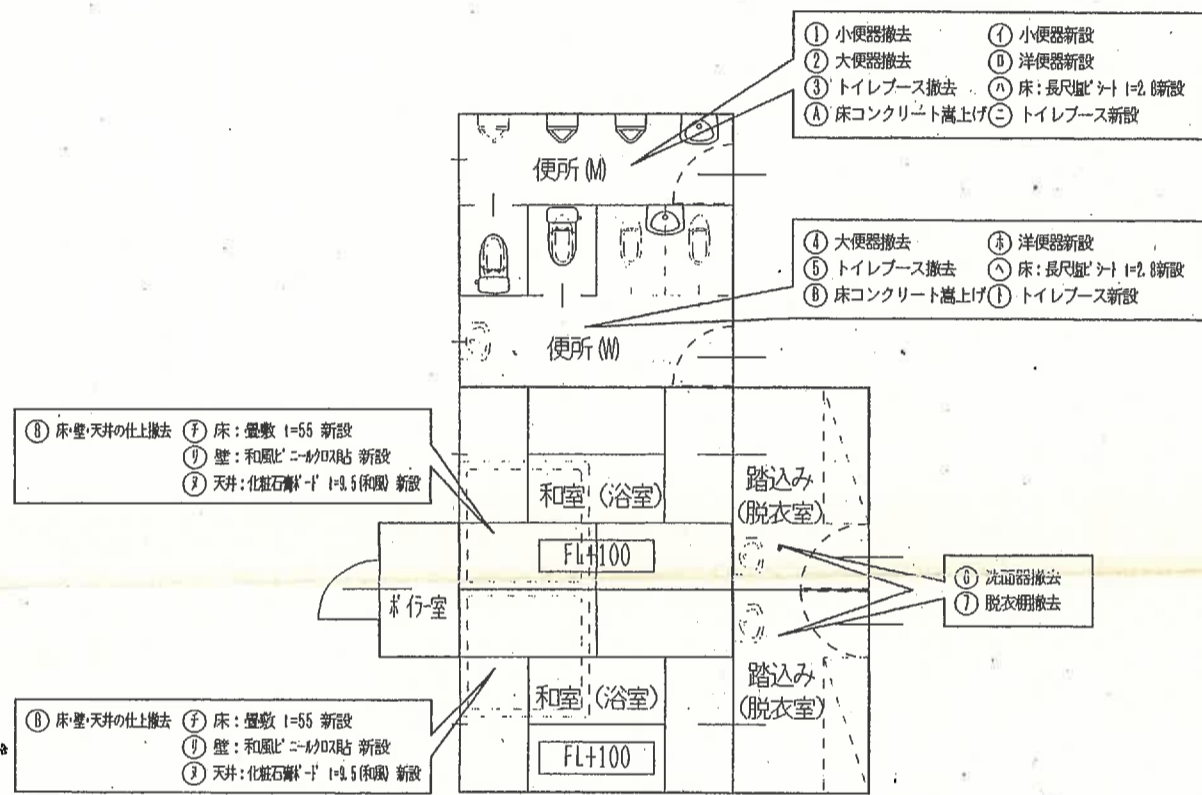 ① 小便器撤去 ㋑ 小便器新設
② 大便器撤去 ㋺ 洋便器新設
③ トイレブース撤去 ㋩ 床:長尺塩ビシート t=2.8新設
Ⓐ 床コンクリート嵩上げ ㋥ トイレブース新設
便所(M)
④ 大便器撤去 ㋭ 洋便器新設
⑤ トイレブース撤去 ㋬ 床:長尺塩ビシート t=2.8新設
Ⓑ 床コンクリート嵩上げ ㋣ トイレブース新設
便所(W)
⑧ 床・壁・天井の仕上撤去 ㋠ 床:畳敷 t=55 新設
㋷ 壁:和風ビニールクロス貼 新設
㋦ 天井:化粧石膏ボード t=9.5(和風) 新設
和室 (浴室)
踏込み
(脱衣室)
FL+100
ボイラー室
⑥ 洗面器撤去
⑦ 脱衣棚撤去
和室 (浴室)
踏込み
(脱衣室)
FL+100
⑧ 床・壁・天井の仕上撤去 ㋠ 床:畳敷 t=55 新設
㋷ 壁:和風ビニールクロス貼 新設
㋦ 天井:化粧石膏ボード t=9.5(和風) 新設